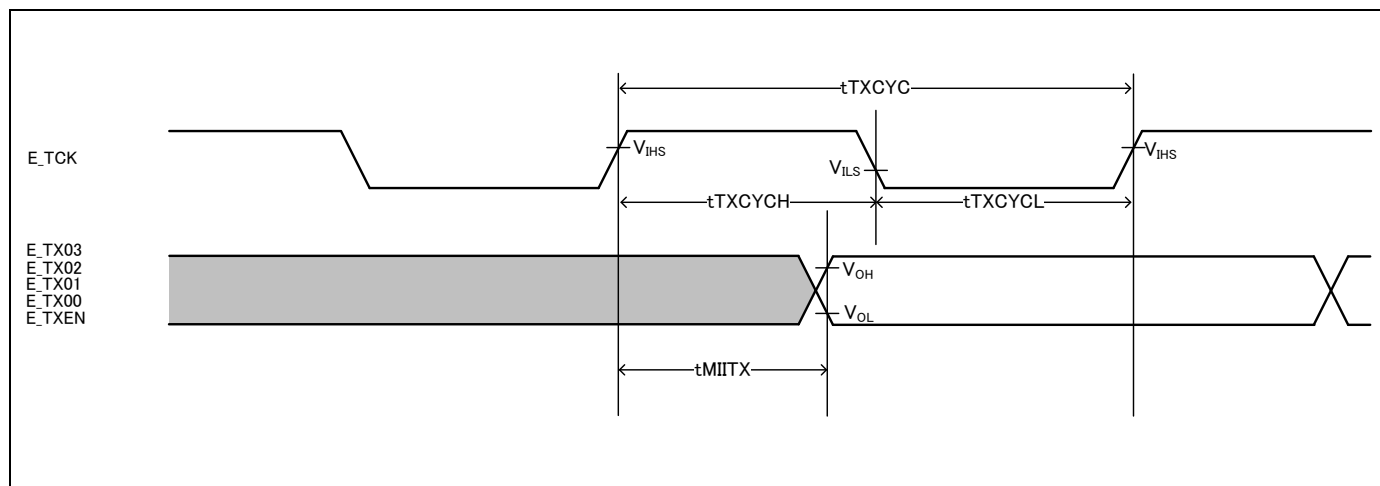 tTXCYC
E_TCK
VIHS
VILS
VIHS
tTXCYCH
tTXCYCL
E_TX03
E_TX02
E_TX01
E_TX00
E_TXEN
VOH
VOL
tMIITX